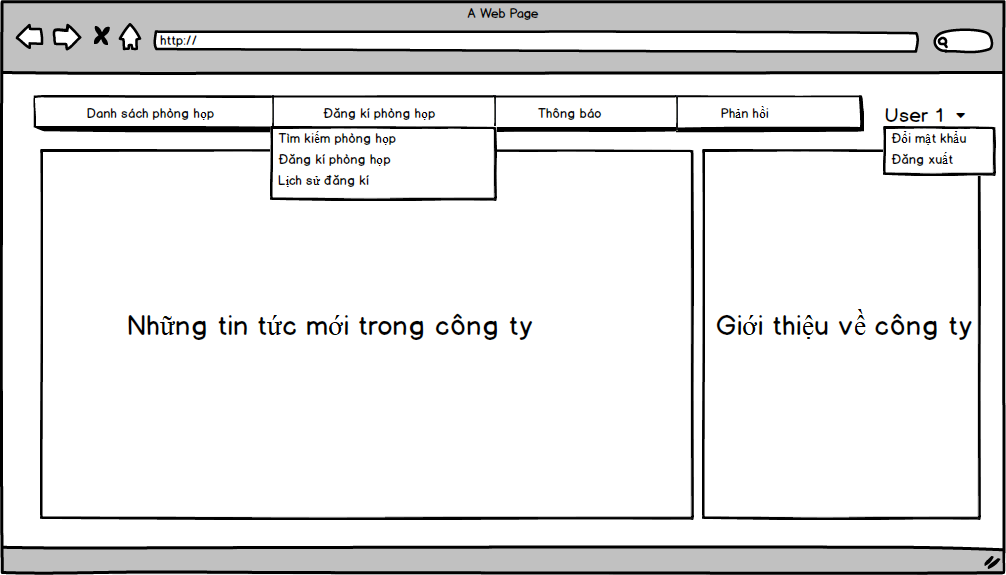 A Web Page
http://
Danh sách phòng họp
Đăng kí phòng họp
Thông báo
Phản hồi
User 1
Tìm kiếm phòng họp
Đăng kí phòng họp
Lịch sử đăng kí
Đổi mật khẩu
Đăng xuất
Những tin tức mới trong công ty
Giới thiệu về công ty